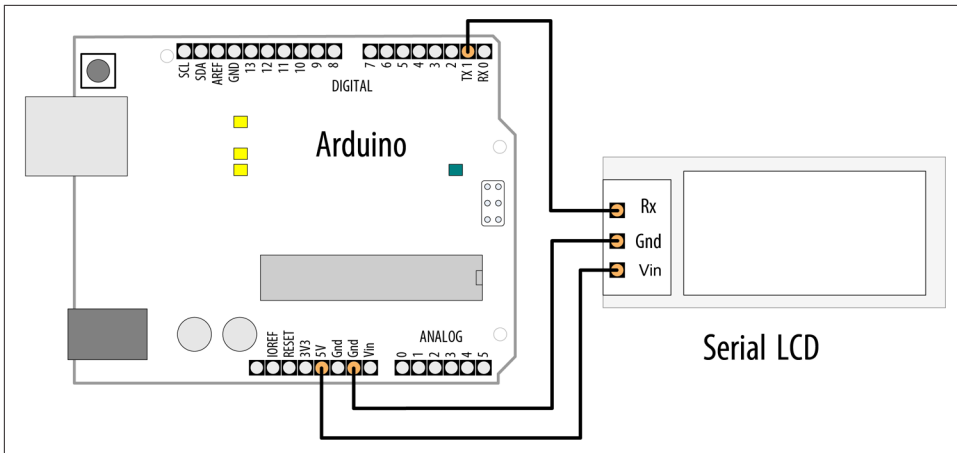 SCL SDA AREF GND 13 12 11 10 9 8 7 6 5 4 3 2 TX 1 RX 0
DIGITAL
Arduino
Rx
Gnd
Vin
Serial LCD
ANALOG
IOREF RESET 3V3 5V Gnd Gnd Vin 0 1 2 3 4 5